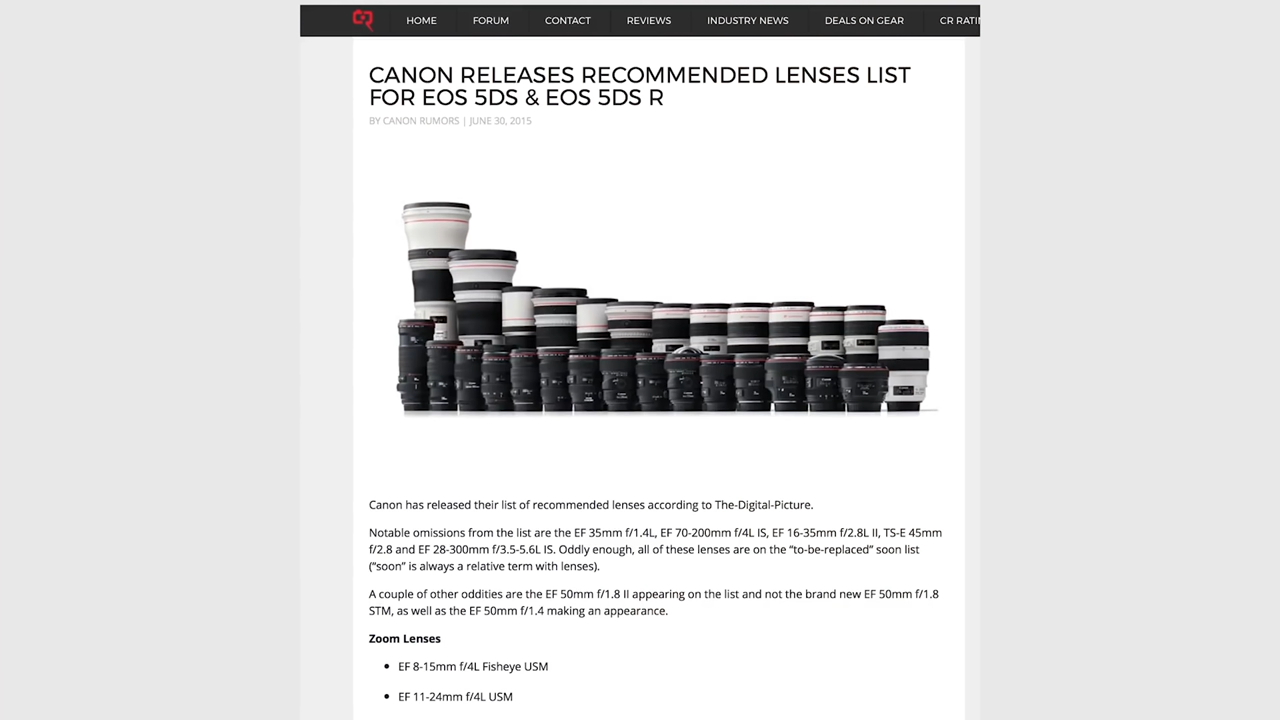 HOME FORUM CONTACT REVIEWS INDUSTRY NEWS DEALS ON GEAR CR RATI
CANON RELEASES RECOMMENDED LENSES LIST
FOR EOS 5DS & EOS 5DS R
BY CANON RUMORS | JUNE 30, 2015
Canon has released their list of recommended lenses according to The-Digital-Picture.
Notable omissions from the list are the EF 35mm f/1.4L, EF 70-200mm f/4L IS, EF 16-35mm f/2.8L II, TS-E 45mm
f/2.8 and EF 28-300mm f/3.5-5.6L IS. Oddly enough, all of these lenses are on the “to-be-replaced” soon list
(“soon” is always a relative term with lenses).
A couple of other oddities are the EF 50mm f/1.8 II appearing on the list and not the brand new EF 50mm f/1.8
STM, as well as the EF 50mm f/1.4 making an appearance.
Zoom Lenses
• EF 8-15mm f/4L Fisheye USM
• EF 11-24mm f/4L USM